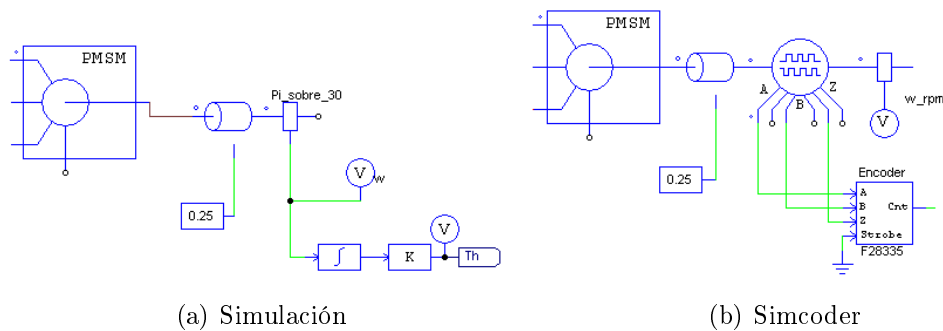 PMSM
Pi_sobre_30
V
w
0.25
∫
K
V
Th
(a) Simulación
PMSM
A
B
Z
w_rpm
V
0.25
Encoder
A
B
Z
Strobe
Cnt
F28335
(b) Simcoder